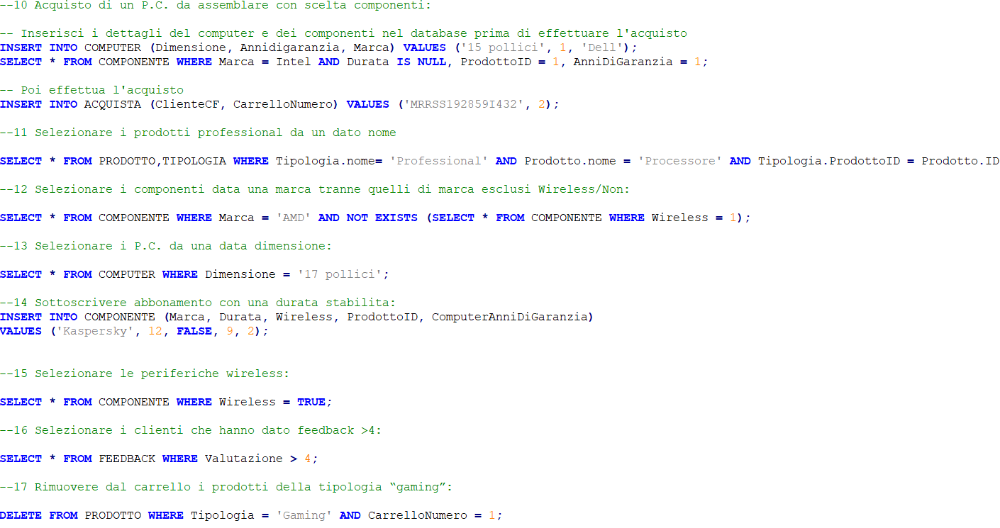 --10 Acquisto di un P.C. da assemblare con scelta componenti:
-- Inserisci i dettagli del computer e dei componenti nel database prima di effettuare l'acquisto
INSERT INTO COMPUTER (Dimensione, Annidigaranzia, Marca) VALUES ('15 pollici', 1, 'Dell');
SELECT * FROM COMPONENTE WHERE Marca = Intel AND Durata IS NULL, ProdottoID = 1, AnniDiGaranzia = 1;
-- Poi effettua l'acquisto
INSERT INTO ACQUISTA (ClienteCF, CarrelloNumero) VALUES ('MRRSS192859I432', 2);
--11 Selezionare i prodotti professional da un dato nome
SELECT * FROM PRODOTTO,TIPOLOGIA WHERE Tipologia.nome= 'Professional' AND Prodotto.nome = 'Processore' AND Tipologia.ProdottoID = Prodotto.ID
--12 Selezionare i componenti data una marca tranne quelli di marca esclusi Wireless/Non:
SELECT * FROM COMPONENTE WHERE Marca = 'AMD' AND NOT EXISTS (SELECT * FROM COMPONENTE WHERE Wireless = 1);
--13 Selezionare i P.C. da una data dimensione:
SELECT * FROM COMPUTER WHERE Dimensione = '17 pollici';
--14 Sottoscrivere abbonamento con una durata stabilita:
INSERT INTO COMPONENTE (Marca, Durata, Wireless, ProdottoID, ComputerAnniDiGaranzia)
VALUES ('Kaspersky', 12, FALSE, 9, 2);
--15 Selezionare le periferiche wireless:
SELECT * FROM COMPONENTE WHERE Wireless = TRUE;
--16 Selezionare i clienti che hanno dato feedback >4:
SELECT * FROM FEEDBACK WHERE Valutazione > 4;
--17 Rimuovere dal carrello i prodotti della tipologia “gaming”:
DELETE FROM PRODOTTO WHERE Tipologia = 'Gaming' AND CarrelloNumero = 1;